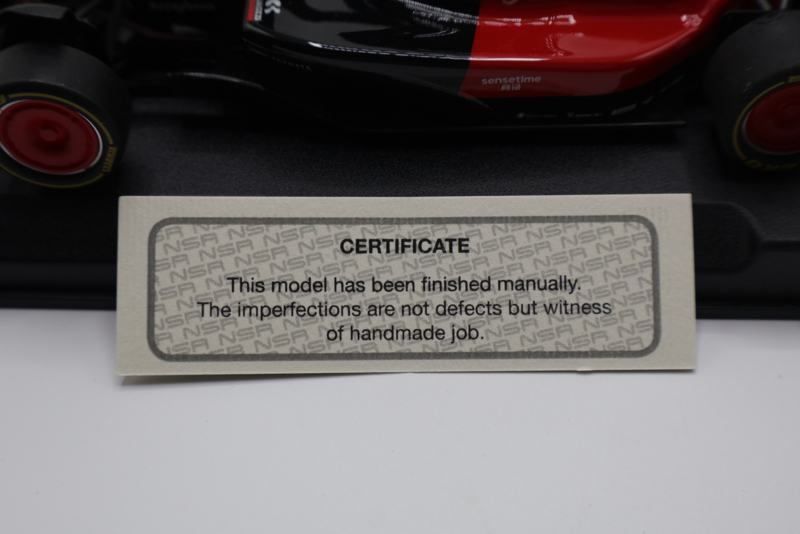 sensetime
CERTIFICATE
This model has been finished manually.
The imperfections are not defects but witness
of handmade job.